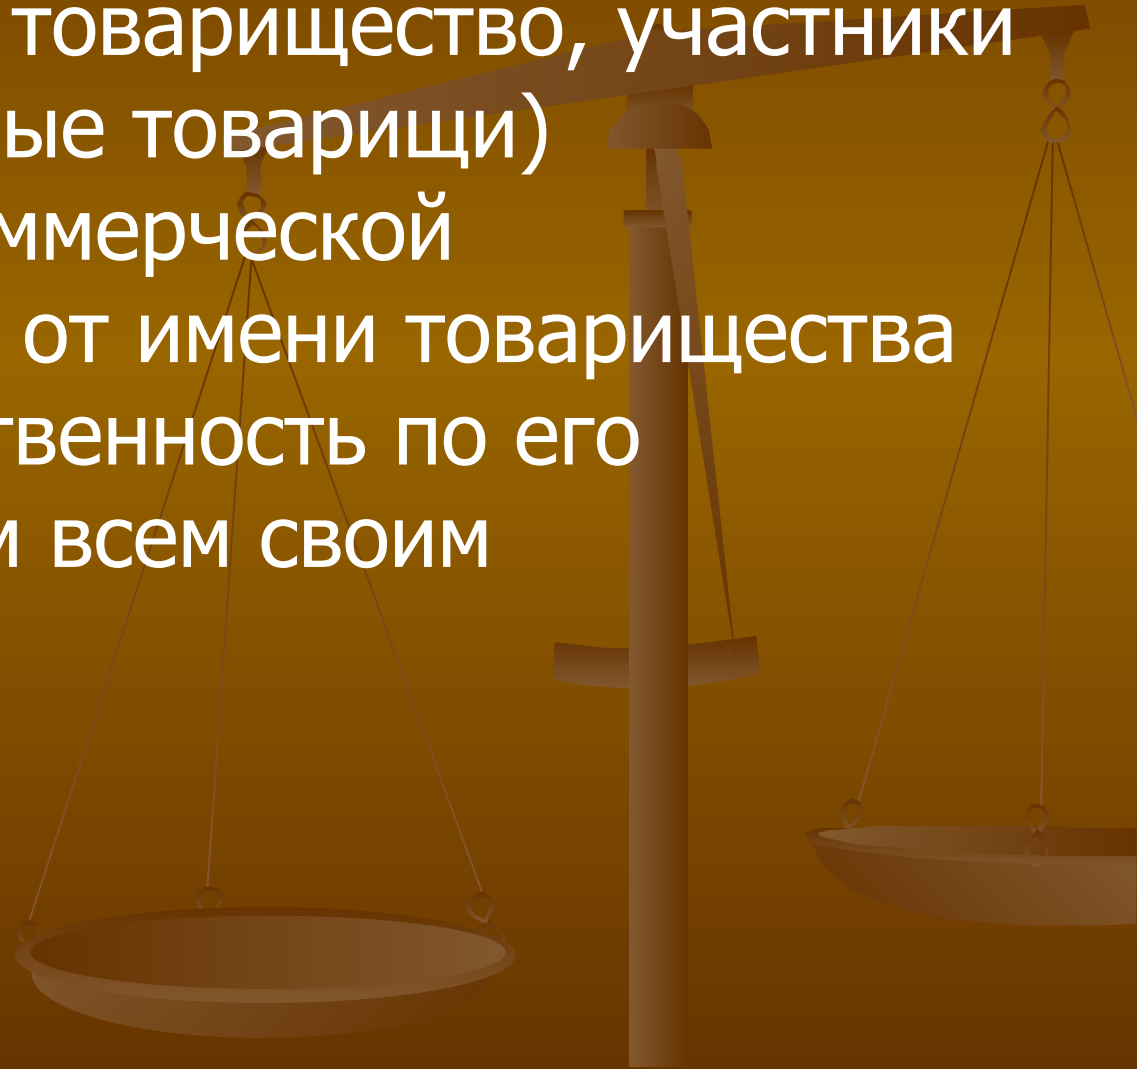 товарищество, участники
ые товарищи)
ммерческой
от имени товарищества
твенность по его
всем своим